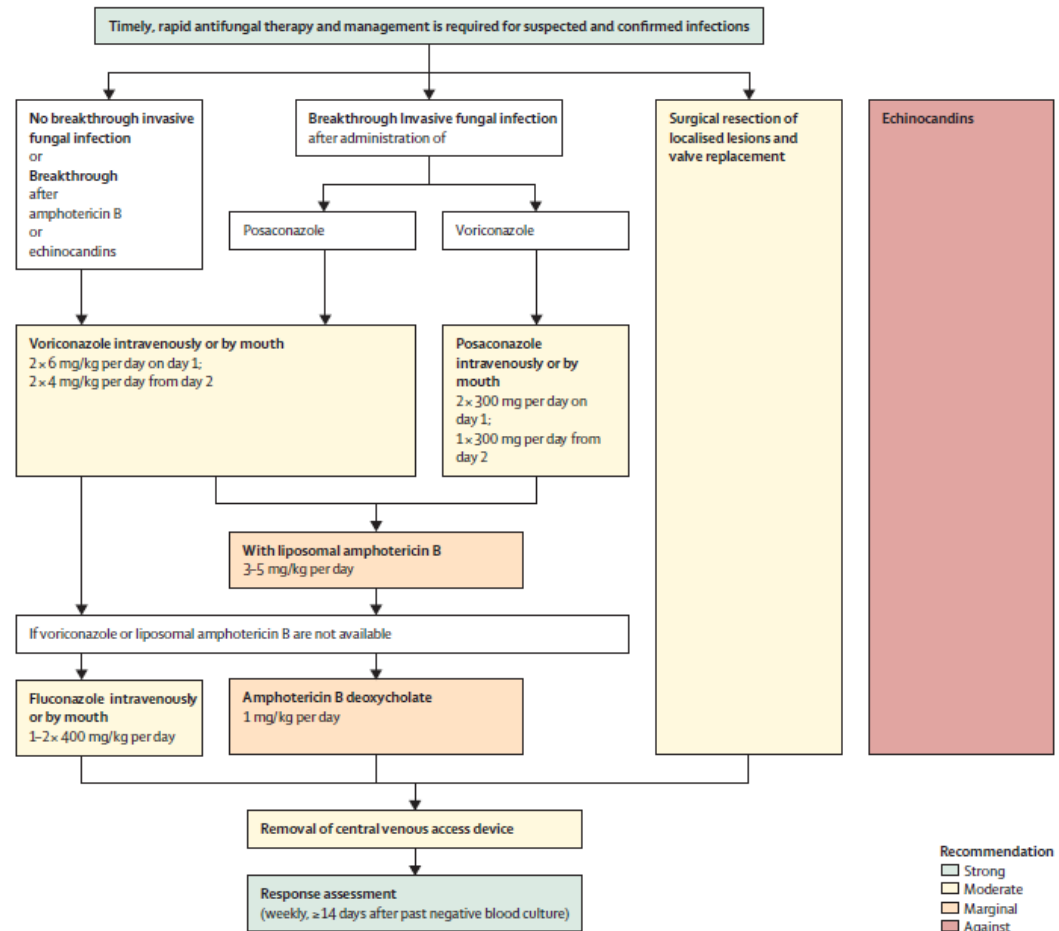 Timely, rapid antifungal therapy and management is required for suspected and confirmed infections
No breakthrough invasive
fungal infection
or
Breakthrough
after
amphotericin B
or
echinocandins
Breakthrough Invasive fungal infection
after administration of
Surgical resection of
localised lesions and
valve replacement
Echinocandins
Posaconazole
Voriconazole
Voriconazole intravenously or by mouth
2 × 6 mg/kg per day on day 1;
2 × 4 mg/kg per day from day 2
Posaconazole
intravenously or by
mouth
2 × 300 mg per day on
day 1;
1 × 300 mg per day from
day 2
With liposomal amphotericin B
3–5 mg/kg per day
If voriconazole or liposomal amphotericin B are not available
Fluconazole intravenously
or by mouth
1–2× 400 mg/kg per day
Amphotericin B deoxycholate
1 mg/kg per day
Removal of central venous access device
Response assessment
(weekly, ≥14 days after past negative blood culture)
Recommendation
Strong
Moderate
Marginal
Against